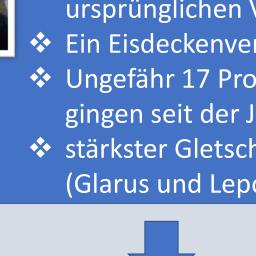 ursprünglichen V
❖ Ein Eisdeckenver
❖ Ungefähr 17 Pro
gingen seit der J
❖ stärkster Gletsch
(Glarus und Lepo